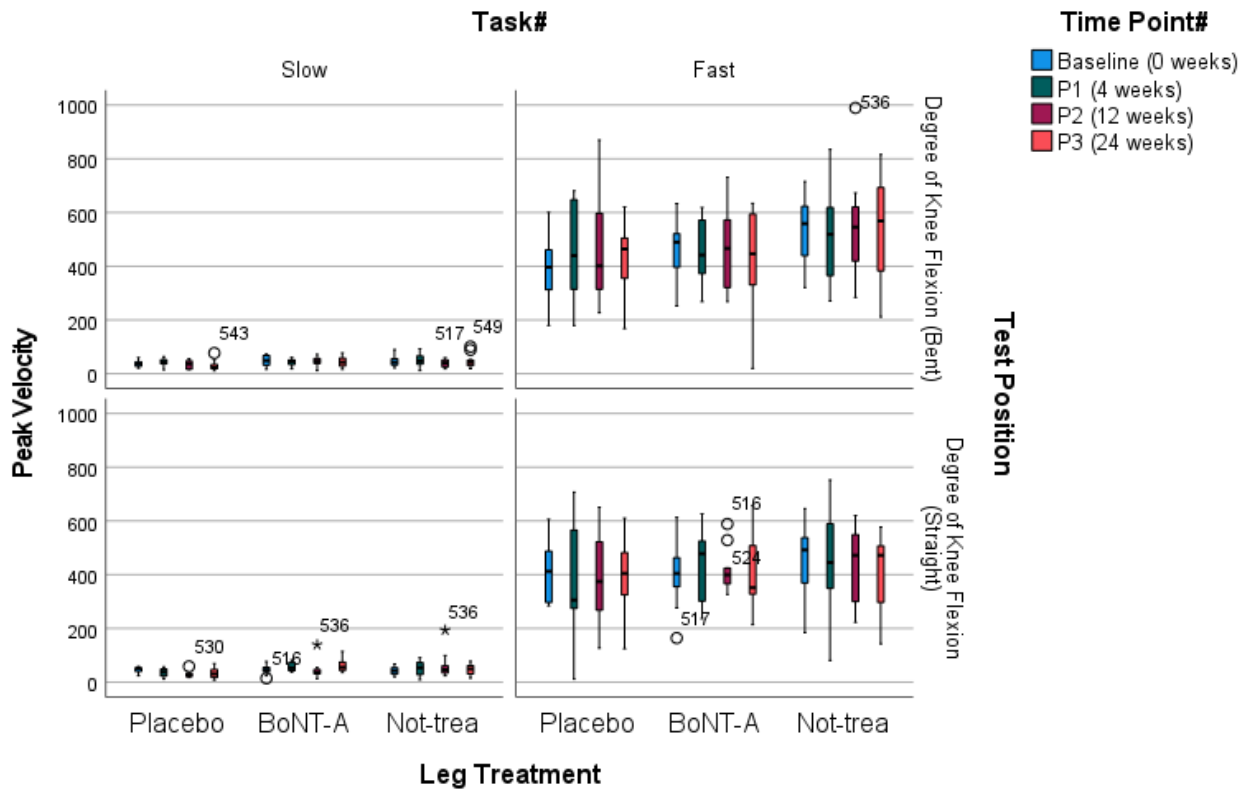 Task#
Time Point#
Slow
Fast
Baseline (0 weeks)
P1 (4 weeks)
P2 (12 weeks)
P3 (24 weeks)
1000
800
600
400
200
0
543
517
549
536
Degree of Knee Flexion (Bent)
Peak Velocity
Test Position
1000
800
600
400
200
0
530
516
536
536
517
516
524
Degree of Knee Flexion
(Straight)
Placebo
BoNT-A
Not-trea
Placebo
BoNT-A
Not-trea
Leg Treatment